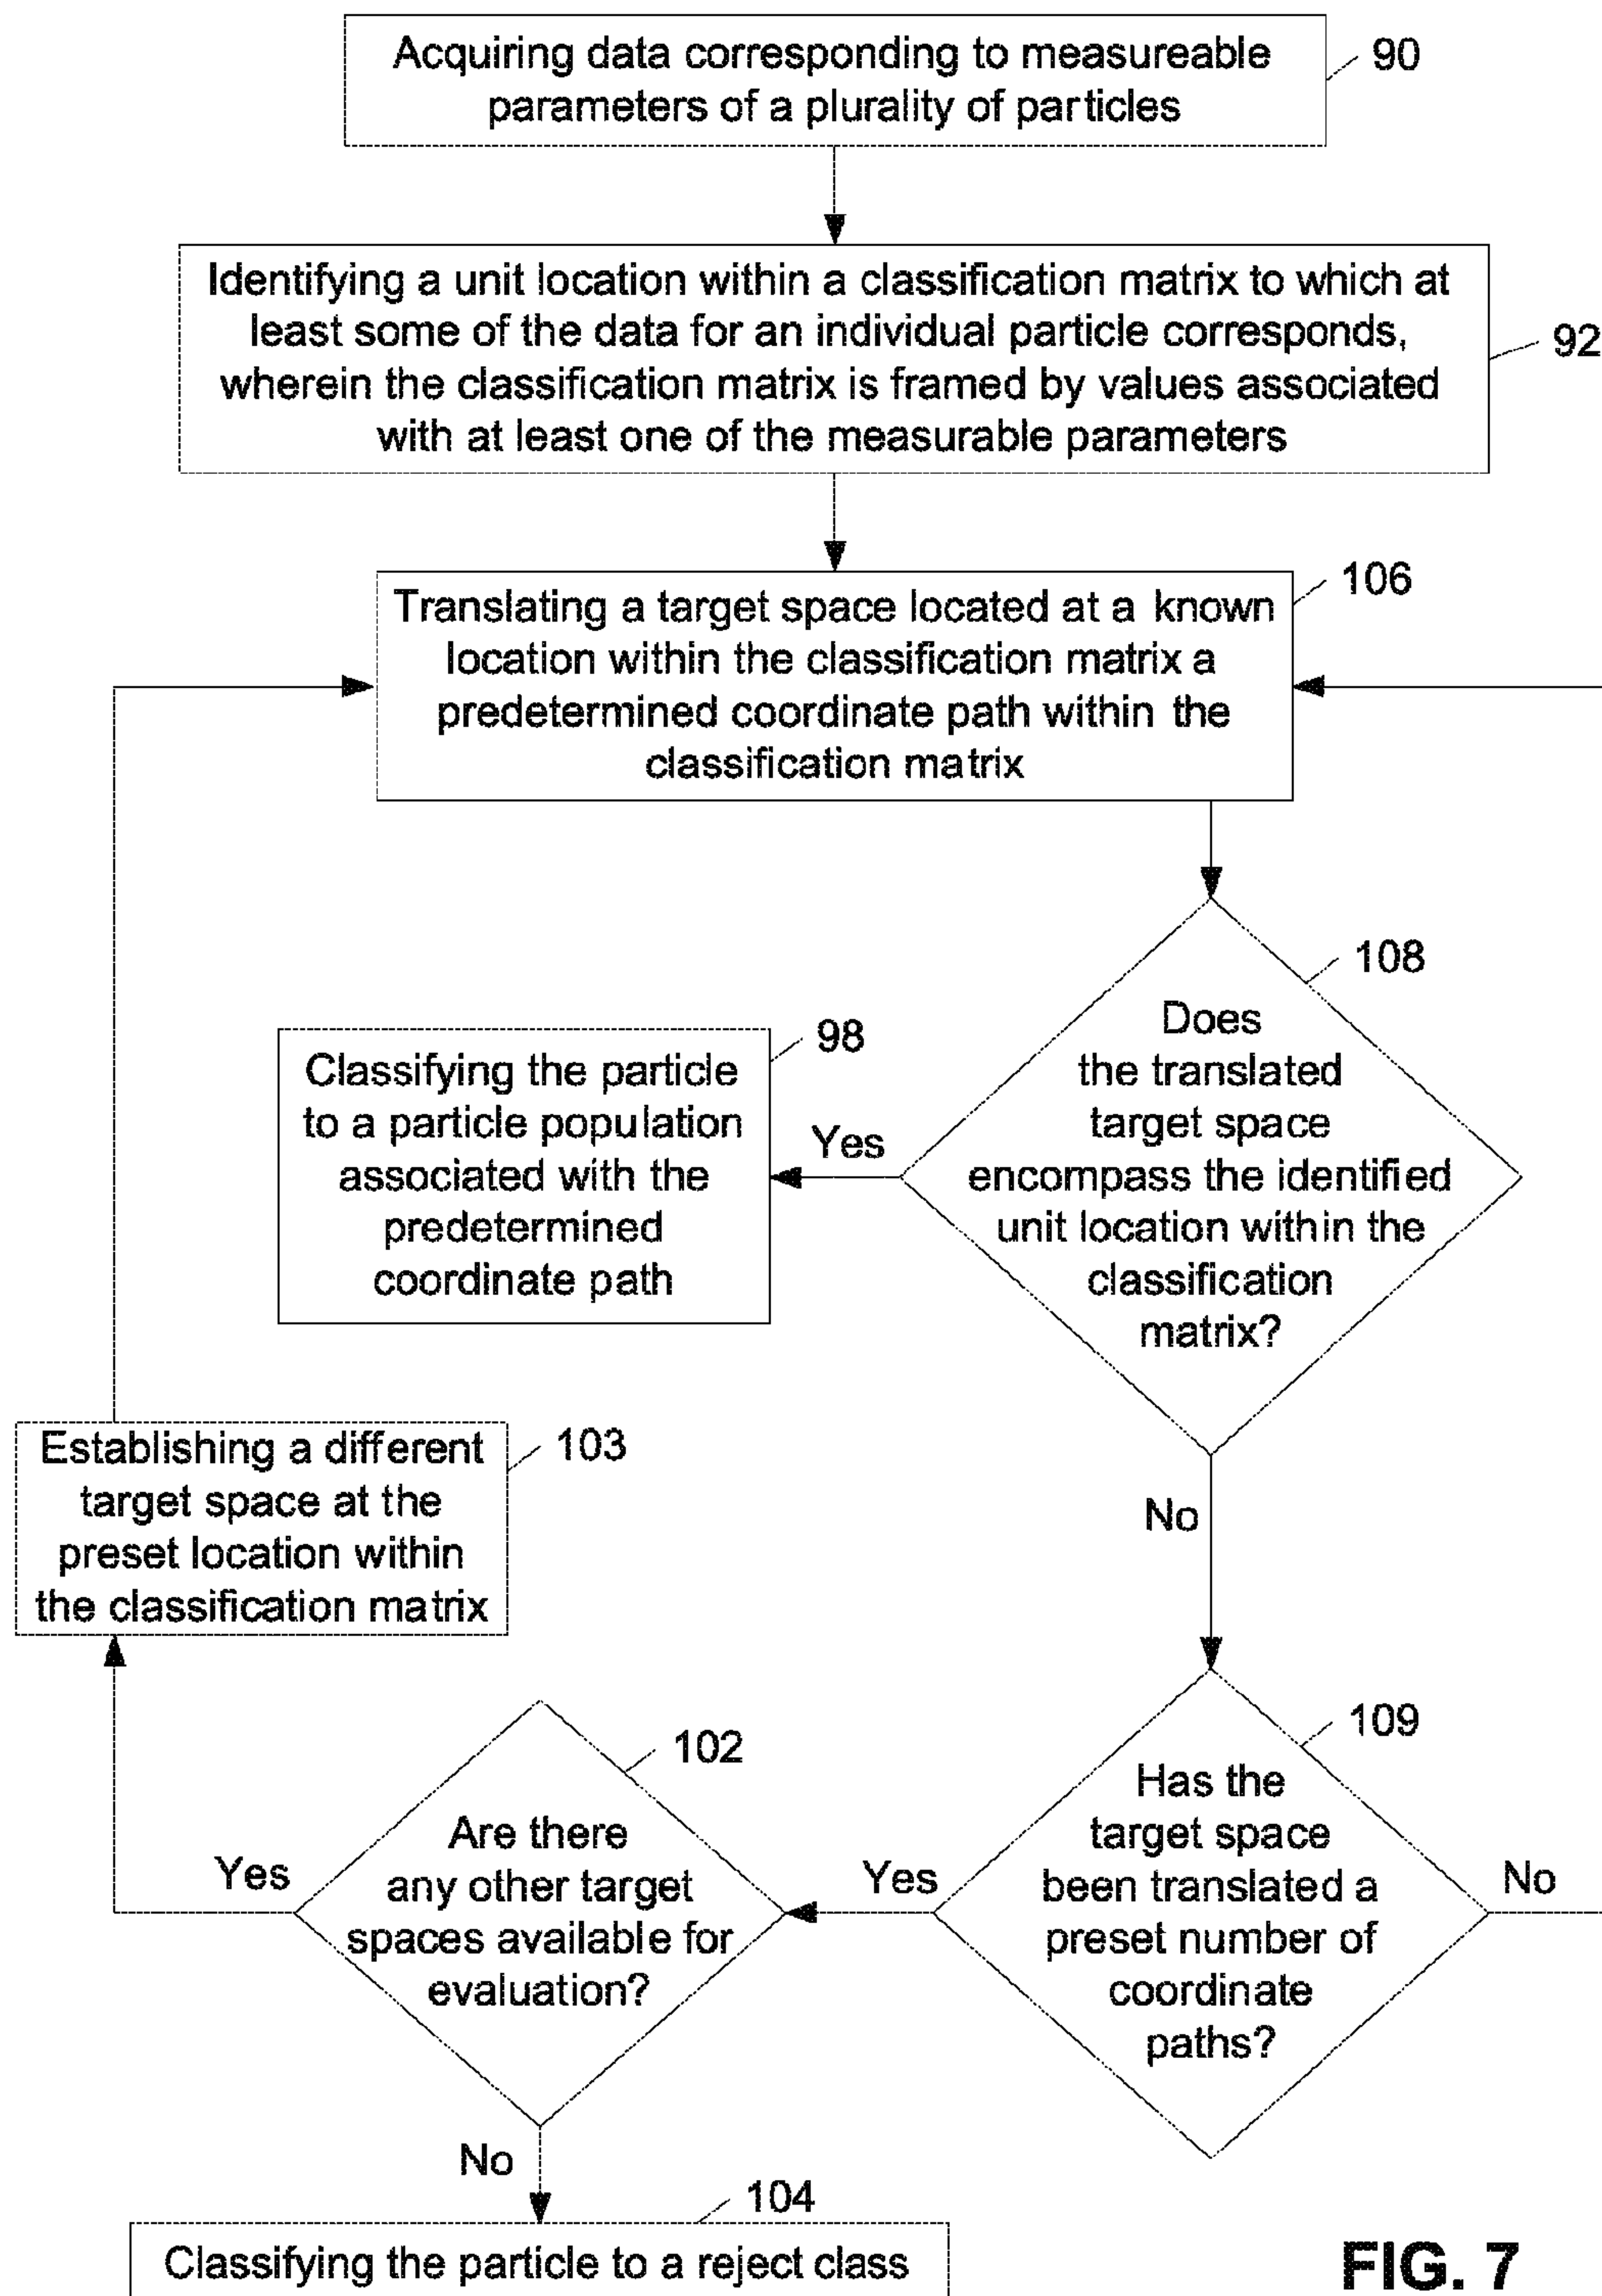 Acquiring data corresponding to measureable
parameters of a plurality of particles
90
Identifying a unit location within a classification matrix to which at
least some of the data for an individual particle corresponds,
wherein the classification matrix is framed by values associated
with at least one of the measurable parameters
92
Translating a target space located at a known
location within the classification matrix a
predetermined coordinate path within the
classification matrix
106
Does
the translated
target space
encompass the identified
unit location within the
classification
matrix?
108
Yes
Classifying the particle
to a particle population
associated with the
predetermined
coordinate path
98
No
Has the
target space
been translated a
preset number of
coordinate
paths?
109
No
Yes
Are there
any other target
spaces available for
evaluation?
102
Yes
Establishing a different
target space at the
preset location within
the classification matrix
103
No
Classifying the particle to a reject class
104
FIG. 7